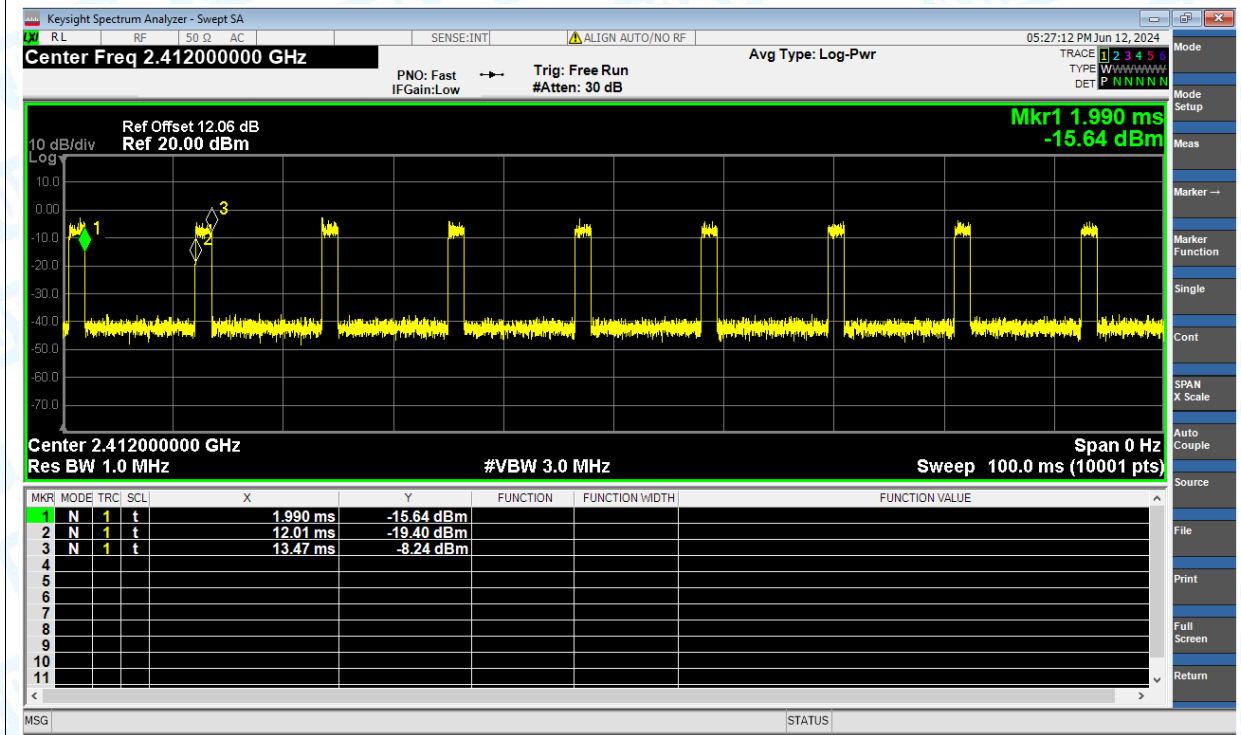 Keysight Spectrum Analyzer - Swept SA
LXI RL RF 50 Ω AC SENSE:INT ALIGN AUTO/NO RF 05:27:12 PM Jun 12, 2024
Center Freq 2.412000000 GHz
PNO: Fast
IFGain:Low
Trig: Free Run
#Atten: 30 dB
Avg Type: Log-Pwr
TRACE 1 2 3 4 5 6
TYPE WWWWWW
DET P N N N N N
Mkr1 1.990 ms
-15.64 dBm
Ref Offset 12.06 dB
10 dB/div Ref 20.00 dBm
Log
10.0
0.00
-10.0
-20.0
-30.0
-40.0
-50.0
-60.0
-70.0
1
2
3
Center 2.412000000 GHz Span 0 Hz
Res BW 1.0 MHz #VBW 3.0 MHz Sweep 100.0 ms (10001 pts)
MKR MODE TRC SCL X Y FUNCTION FUNCTION WIDTH FUNCTION VALUE
1 N 1 t 1.990 ms -15.64 dBm
2 N 1 t 12.01 ms -19.40 dBm
3 N 1 t 13.47 ms -8.24 dBm
4
5
6
7
8
9
10
11
MSG STATUS
Mode
Mode
Setup
Meas
Marker →
Marker
Function
Single
Cont
SPAN
X Scale
Auto
Couple
Source
File
Print
Full
Screen
Return